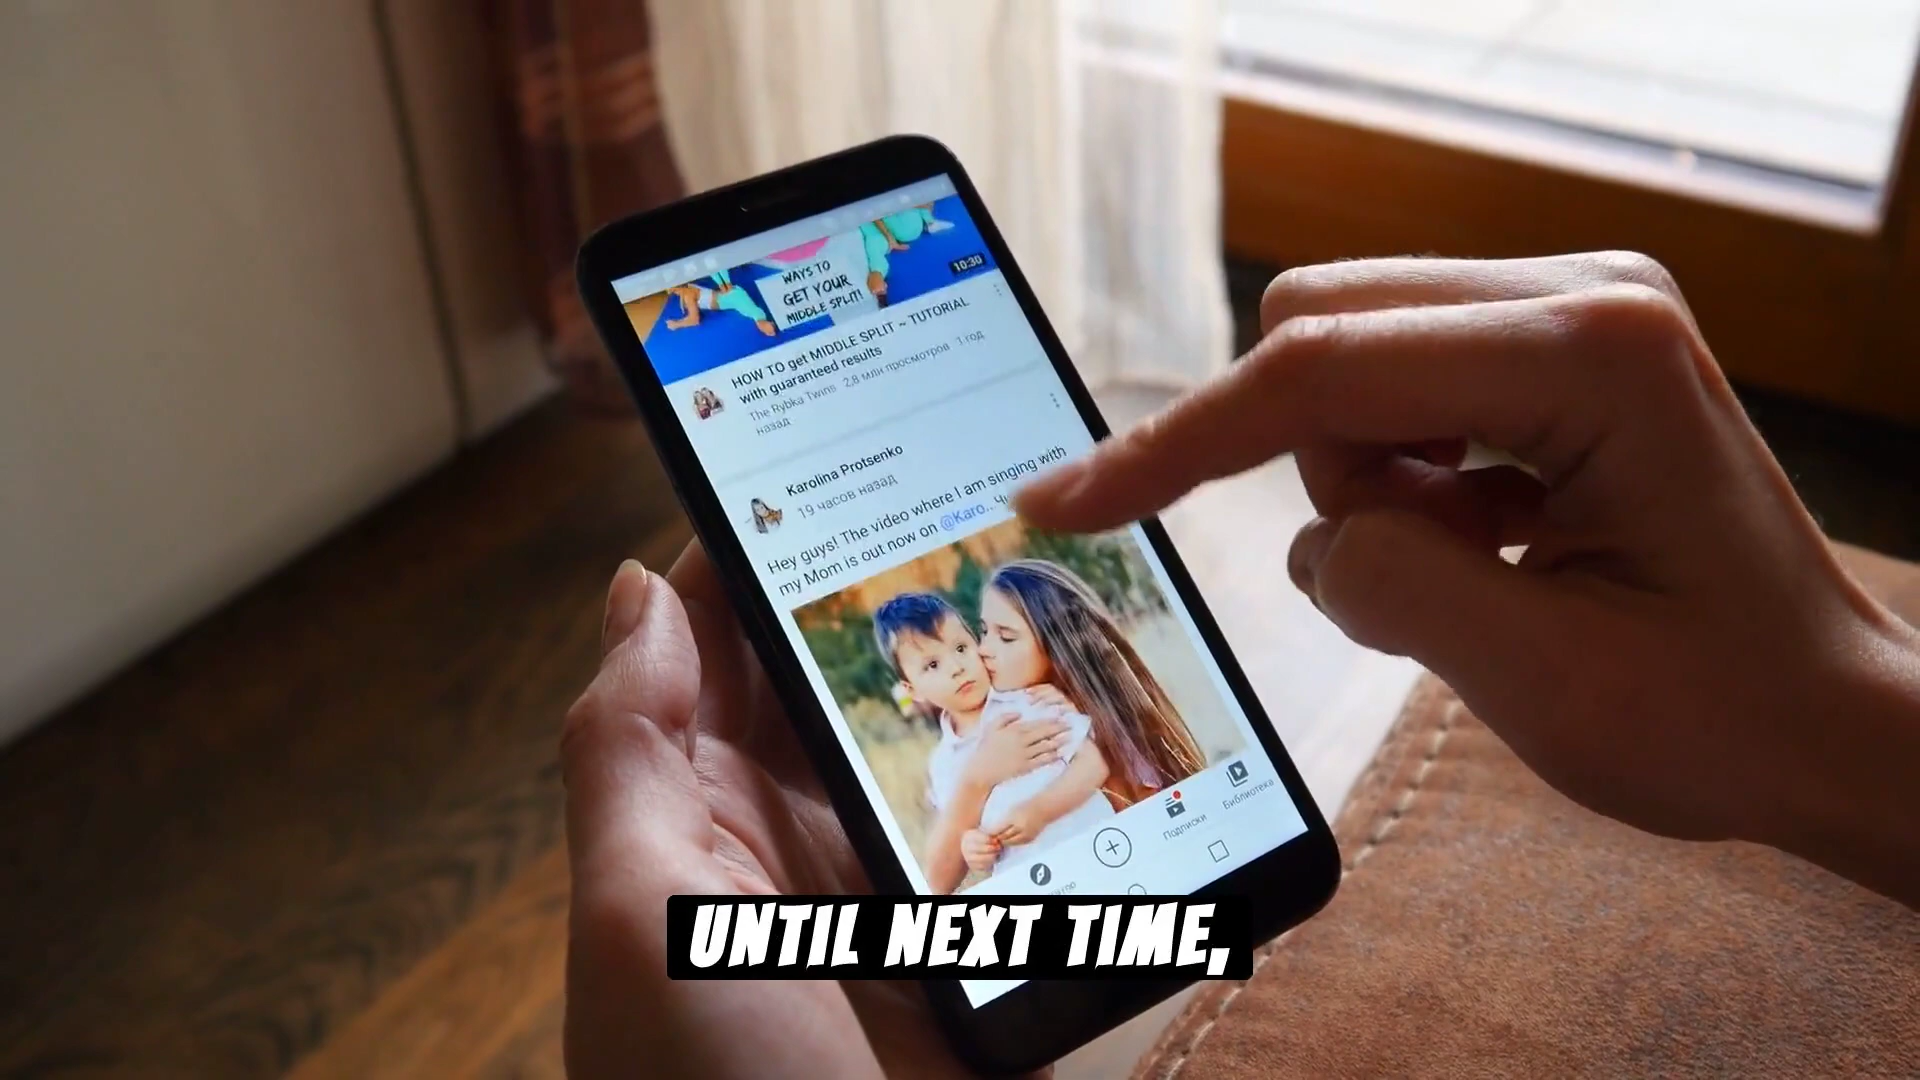 WAYS TO
GET YOUR
MIDDLE SPLIT!
10:30
HOW TO get MIDDLE SPLIT ~ TUTORIAL
with guaranteed results
The Rybka Twins 2,8 млн просмотров 1 год
назад
Karolina Protsenko
19 часов назад
Hey guys! The video where I am singing with
my Mom is out now on @Karo...
Подписки
Библиотека
UNTIL NEXT TIME,